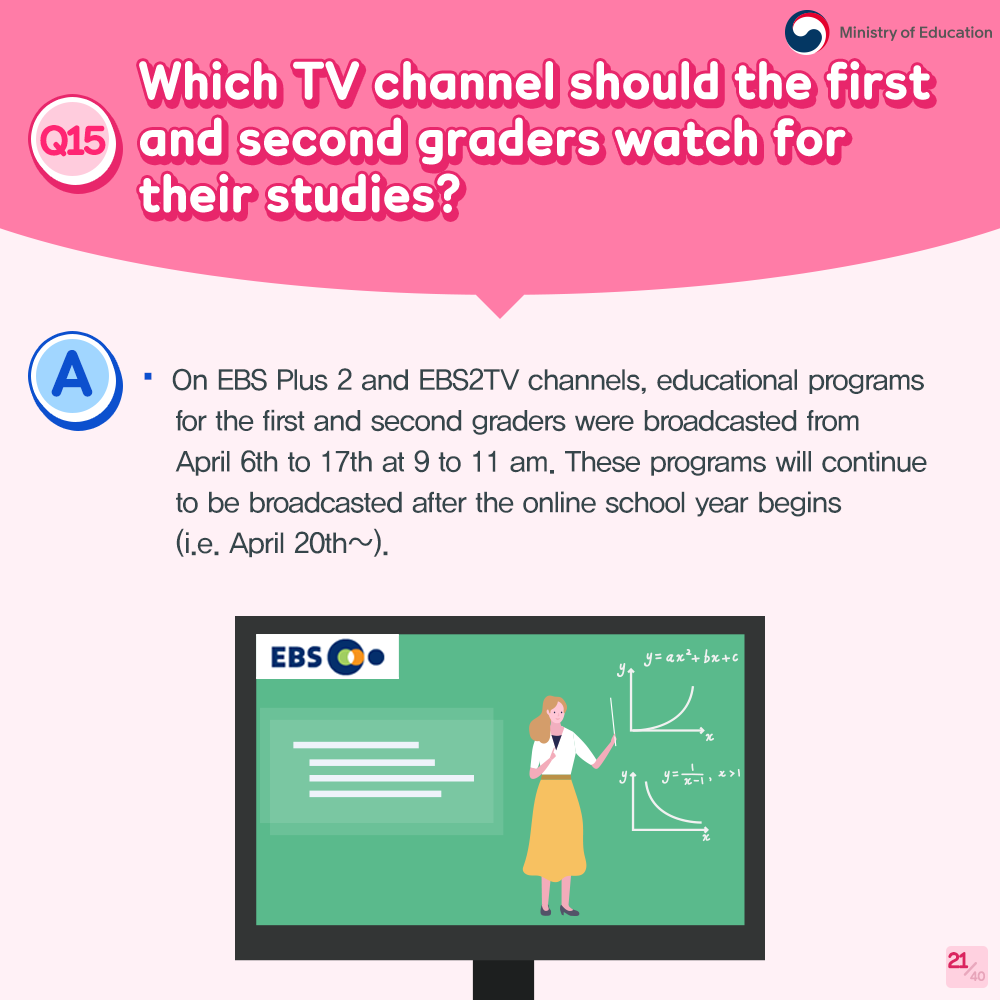 Ministry of Education
Q15
Which TV channel should the first
and second graders watch for
their studies?
A
▪ On EBS Plus 2 and EBS2TV channels, educational programs
for the first and second graders were broadcasted from
April 6th to 17th at 9 to 11 am. These programs will continue
to be broadcasted after the online school year begins
(i.e. April 20th~).
EBS
y=ax²+bx+c
y
x
y=1/(x-1), x>1
y
x
21/40